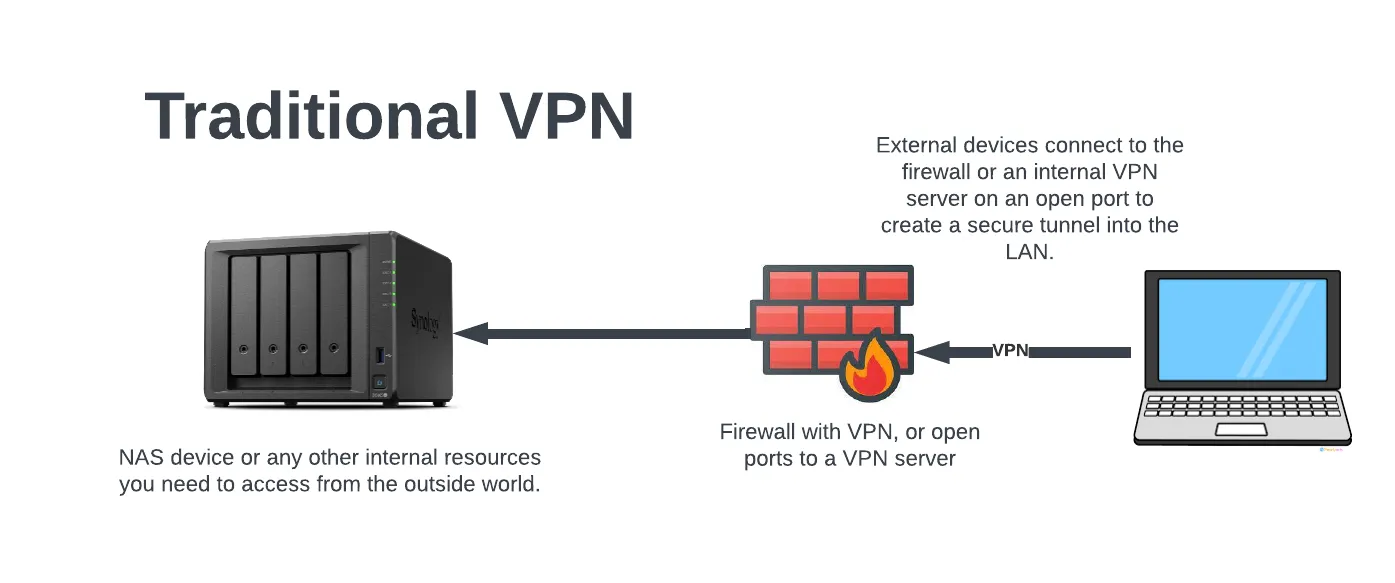 Traditional VPN
External devices connect to the
firewall or an internal VPN
server on an open port to
create a secure tunnel into the
LAN.
Synology
VPN
Firewall with VPN, or open
ports to a VPN server
NAS device or any other internal resources
you need to access from the outside world.